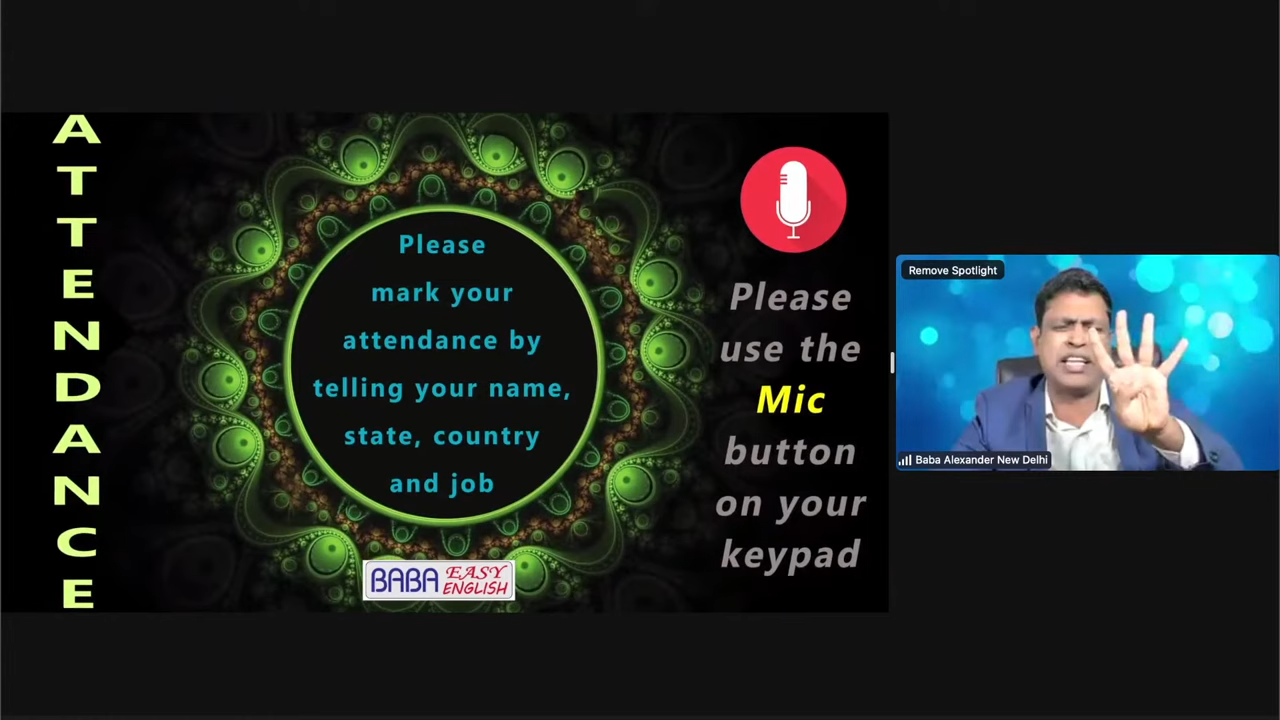 ATTENDANCE
Please
mark your
attendance by
telling your name,
state, country
and job
BABA EASY
ENGLISH
Please
use the
Mic
button
on your
keypad
Remove Spotlight
Baba Alexander New Delhi